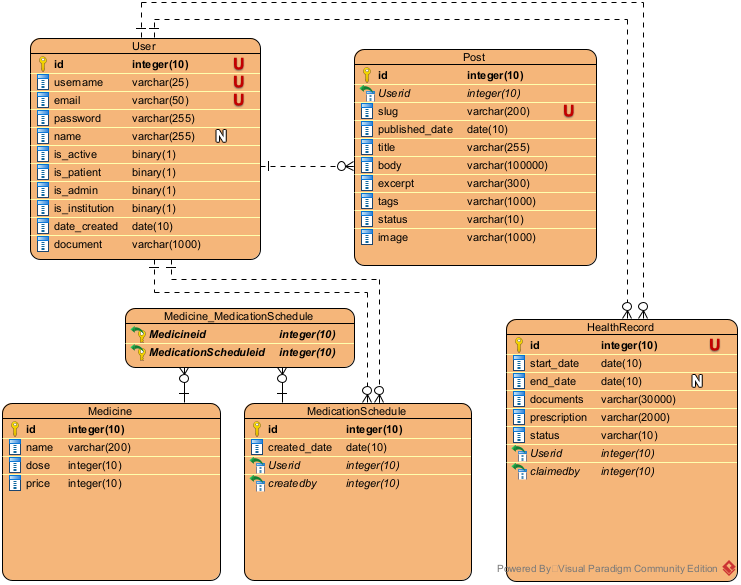 User
id integer(10) U
username varchar(25) U
email varchar(50) U
password varchar(255)
name varchar(255) N
is_active binary(1)
is_patient binary(1)
is_admin binary(1)
is_institution binary(1)
date_created date(10)
document varchar(1000)
Post
id integer(10)
Userid integer(10)
slug varchar(200) U
published_date date(10)
title varchar(255)
body varchar(100000)
excerpt varchar(300)
tags varchar(1000)
status varchar(10)
image varchar(1000)
Medicine_MedicationSchedule
Medicineid integer(10)
MedicationScheduleid integer(10)
Medicine
id integer(10)
name varchar(200)
dose integer(10)
price integer(10)
MedicationSchedule
id integer(10)
created_date date(10)
Userid integer(10)
createdby integer(10)
HealthRecord
id integer(10) U
start_date date(10)
end_date date(10) N
documents varchar(30000)
prescription varchar(2000)
status varchar(10)
Userid integer(10)
claimedby integer(10)
Powered By Visual Paradigm Community Edition